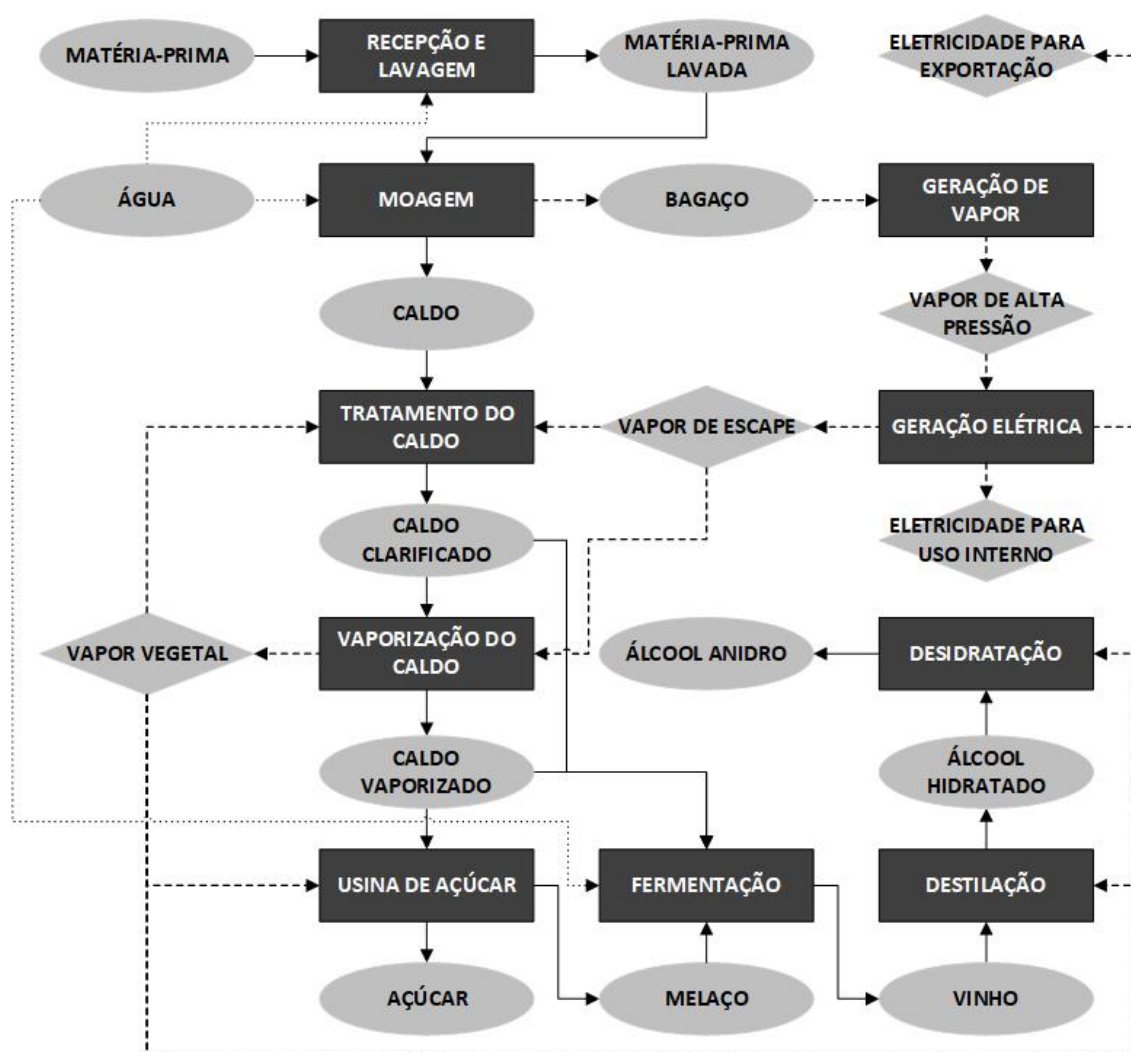 MATÉRIA-PRIMA
RECEPÇÃO E
LAVAGEM
MATÉRIA-PRIMA
LAVADA
ELETRICIDADE PARA
EXPORTAÇÃO
ÁGUA
MOAGEM
BAGAÇO
GERAÇÃO DE
VAPOR
CALDO
VAPOR DE ALTA
PRESSÃO
TRATAMENTO DO
CALDO
VAPOR DE ESCAPE
GERAÇÃO ELÉTRICA
CALDO
CLARIFICADO
ELETRICIDADE PARA
USO INTERNO
VAPOR VEGETAL
VAPORIZAÇÃO DO
CALDO
ÁLCOOL ANIDRO
DESIDRATAÇÃO
CALDO
VAPORIZADO
ÁLCOOL
HIDRATADO
USINA DE AÇÚCAR
FERMENTAÇÃO
DESTILAÇÃO
AÇÚCAR
MELAÇO
VINHO